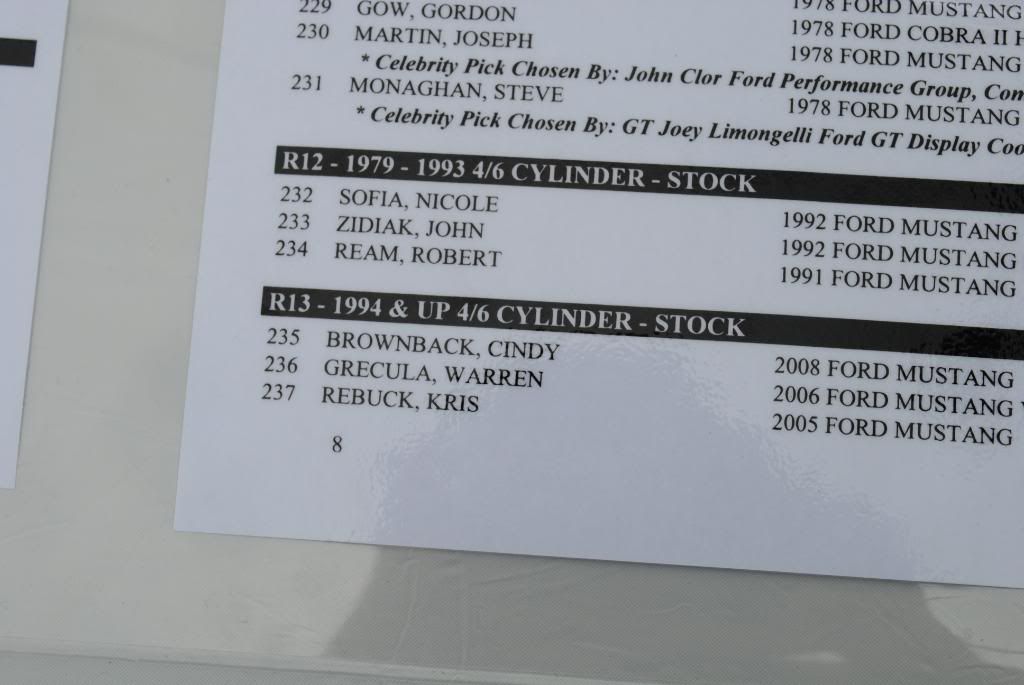 229 GOW, GORDON 1978 FORD MUSTANG
230 MARTIN, JOSEPH 1978 FORD COBRA II
* Celebrity Pick Chosen By: John Clor Ford Performance Group, 
231 MONAGHAN, STEVE 1978 FORD MUSTANG
* Celebrity Pick Chosen By: GT Joey Limongelli Ford GT Display
1978 FORD MUSTANG
R12 - 1979 - 1993 4/6 CYLINDER - STOCK
232 SOFIA, NICOLE 1992 FORD MUSTANG
233 ZIDIAK, JOHN 1992 FORD MUSTANG
234 REAM, ROBERT 1991 FORD MUSTANG
R13 - 1994 & UP 4/6 CYLINDER - STOCK
235 BROWNBACK, CINDY 2008 FORD MUSTANG
236 GRECULA, WARREN 2006 FORD MUSTANG
237 REBUCK, KRIS 2005 FORD MUSTANG
8